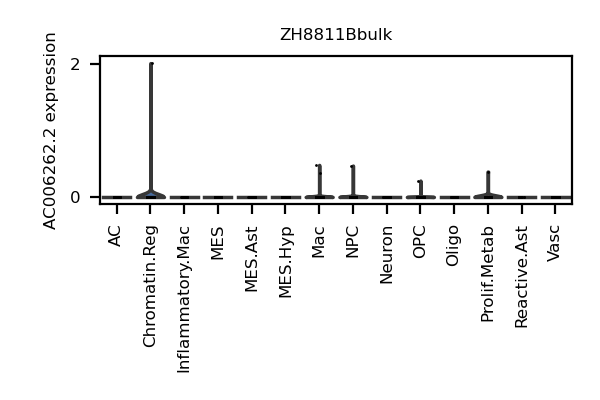 ZH8811Bbulk
AC006262.2 expression
2
0
AC
Chromatin.Reg
Inflammatory.Mac
MES
MES.Ast
MES.Hyp
Mac
NPC
Neuron
OPC
Oligo
Prolif.Metab
Reactive.Ast
Vasc